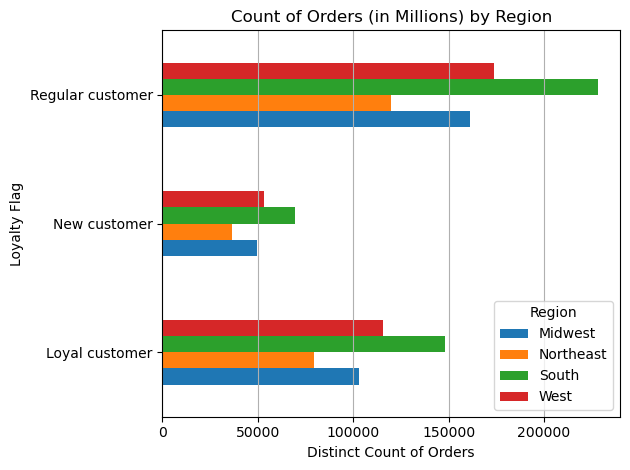 Count of Orders (in Millions) by Region
Loyalty Flag
Regular customer
New customer
Loyal customer
Region
Midwest
Northeast
South
West
0 50000 100000 150000 200000
Distinct Count of Orders